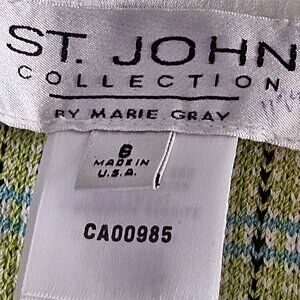 ST. JOHN
COLLECTION
BY MARIE GRAY
6
MADE IN
U.S.A.
CA00985